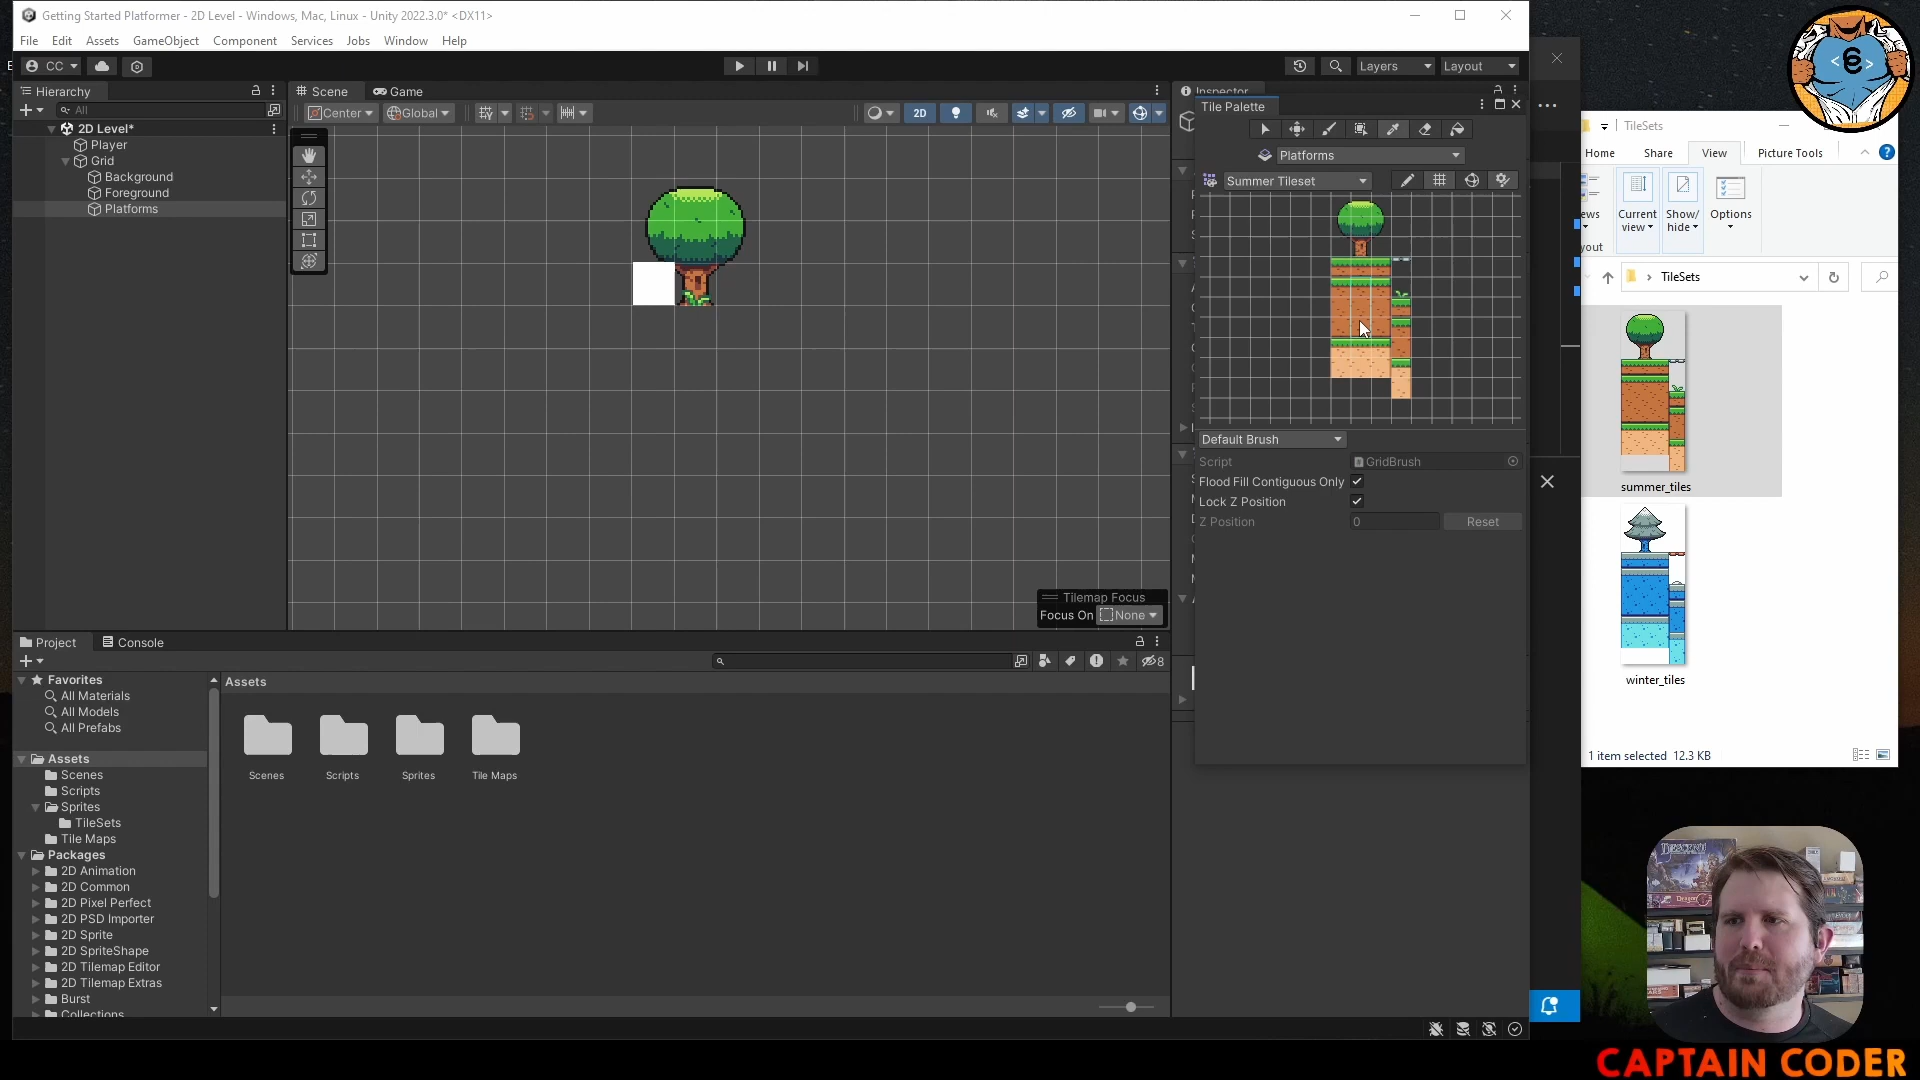 Getting Started Platformer - 2D Level - Windows, Mac, Linux - Unity 2022.3.0* <DX11>
File Edit Assets GameObject Component Services Jobs Window Help
CC
Layers
Layout
Hierarchy
All
2D Level*
Player
Grid
Background
Foreground
Platforms
Scene
Game
Center
Global
2D
Tilemap Focus
Focus On
None
Inspector
Tile Palette
Platforms
Summer Tileset
Default Brush
Script
GridBrush
Flood Fill Contiguous Only
Lock Z Position
Z Position
0
Reset
Project
Console
8
Favorites
All Materials
All Models
All Prefabs
Assets
Scenes
Scripts
Sprites
TileSets
Tile Maps
Packages
2D Animation
2D Common
2D Pixel Perfect
2D PSD Importer
2D Sprite
2D SpriteShape
2D Tilemap Editor
2D Tilemap Extras
Burst
Collections
Assets
Scenes
Scripts
Sprites
Tile Maps
TileSets
Home
Share
View
Picture Tools
Current
view
Show/
hide
Options
TileSets
summer_tiles
winter_tiles
1 item selected 12.3 KB
DESCENT
CAPTAIN CODER